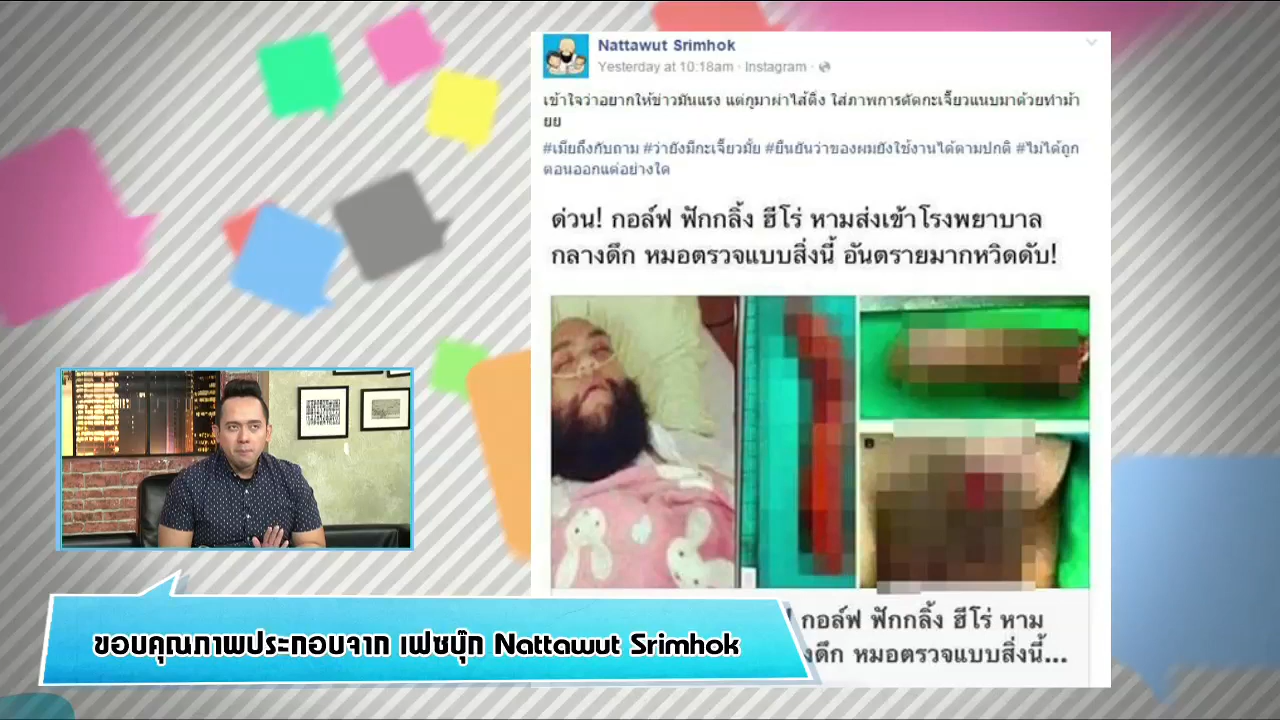 Nattawut Srimhok
Yesterday at 10:18am · Instagram ·
เข้าใจว่าอยากให้ข่าวมันแรง แต่กูมาผ่าไส้ติ่ง ใส่ภาพการตัดกะเจี๊ยวแนบมาด้วยทำม้า
ยย
#เมียถึงกับถาม #ว่ายังมีกะเจี๊ยวมั้ย #ยืนยันว่าของผมยังใช้งานได้ตามปกติ #ไม่ได้ถูก
ตอนออกแต่อย่างใด
ด่วน! กอล์ฟ ฟักกลิ้ง ฮีโร่ หามส่งเข้าโรงพยาบาล
กลางดึก หมอตรวจแบบสิ่งนี้ อันตรายมากหวิดดับ!
กอล์ฟ ฟักกลิ้ง ฮีโร่ หาม
งดึก หมอตรวจแบบสิ่งนี้...
ขอบคุณภาพประกอบจาก เฟซบุ๊ก Nattawut Srimhok